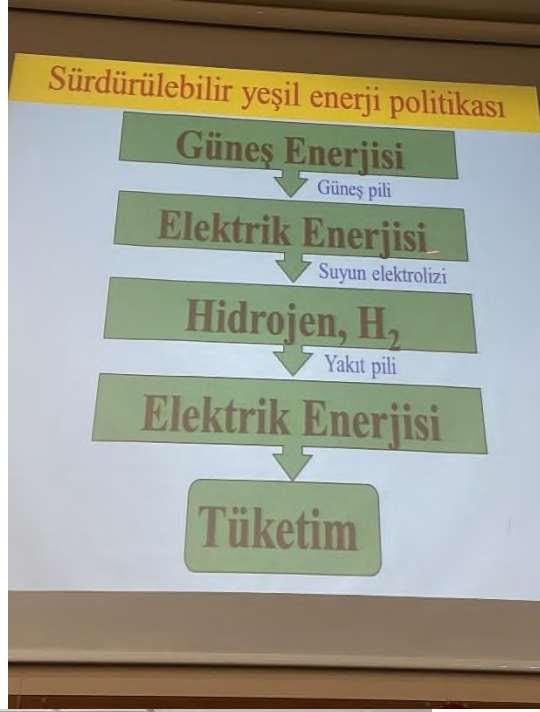 Sürdürülebilir yeşil enerji politikası
Güneş Enerjisi
Güneş pili
Elektrik Enerjisi
Suyun elektrolizi
Hidrojen, H₂
Yakıt pili
Elektrik Enerjisi
Tüketim